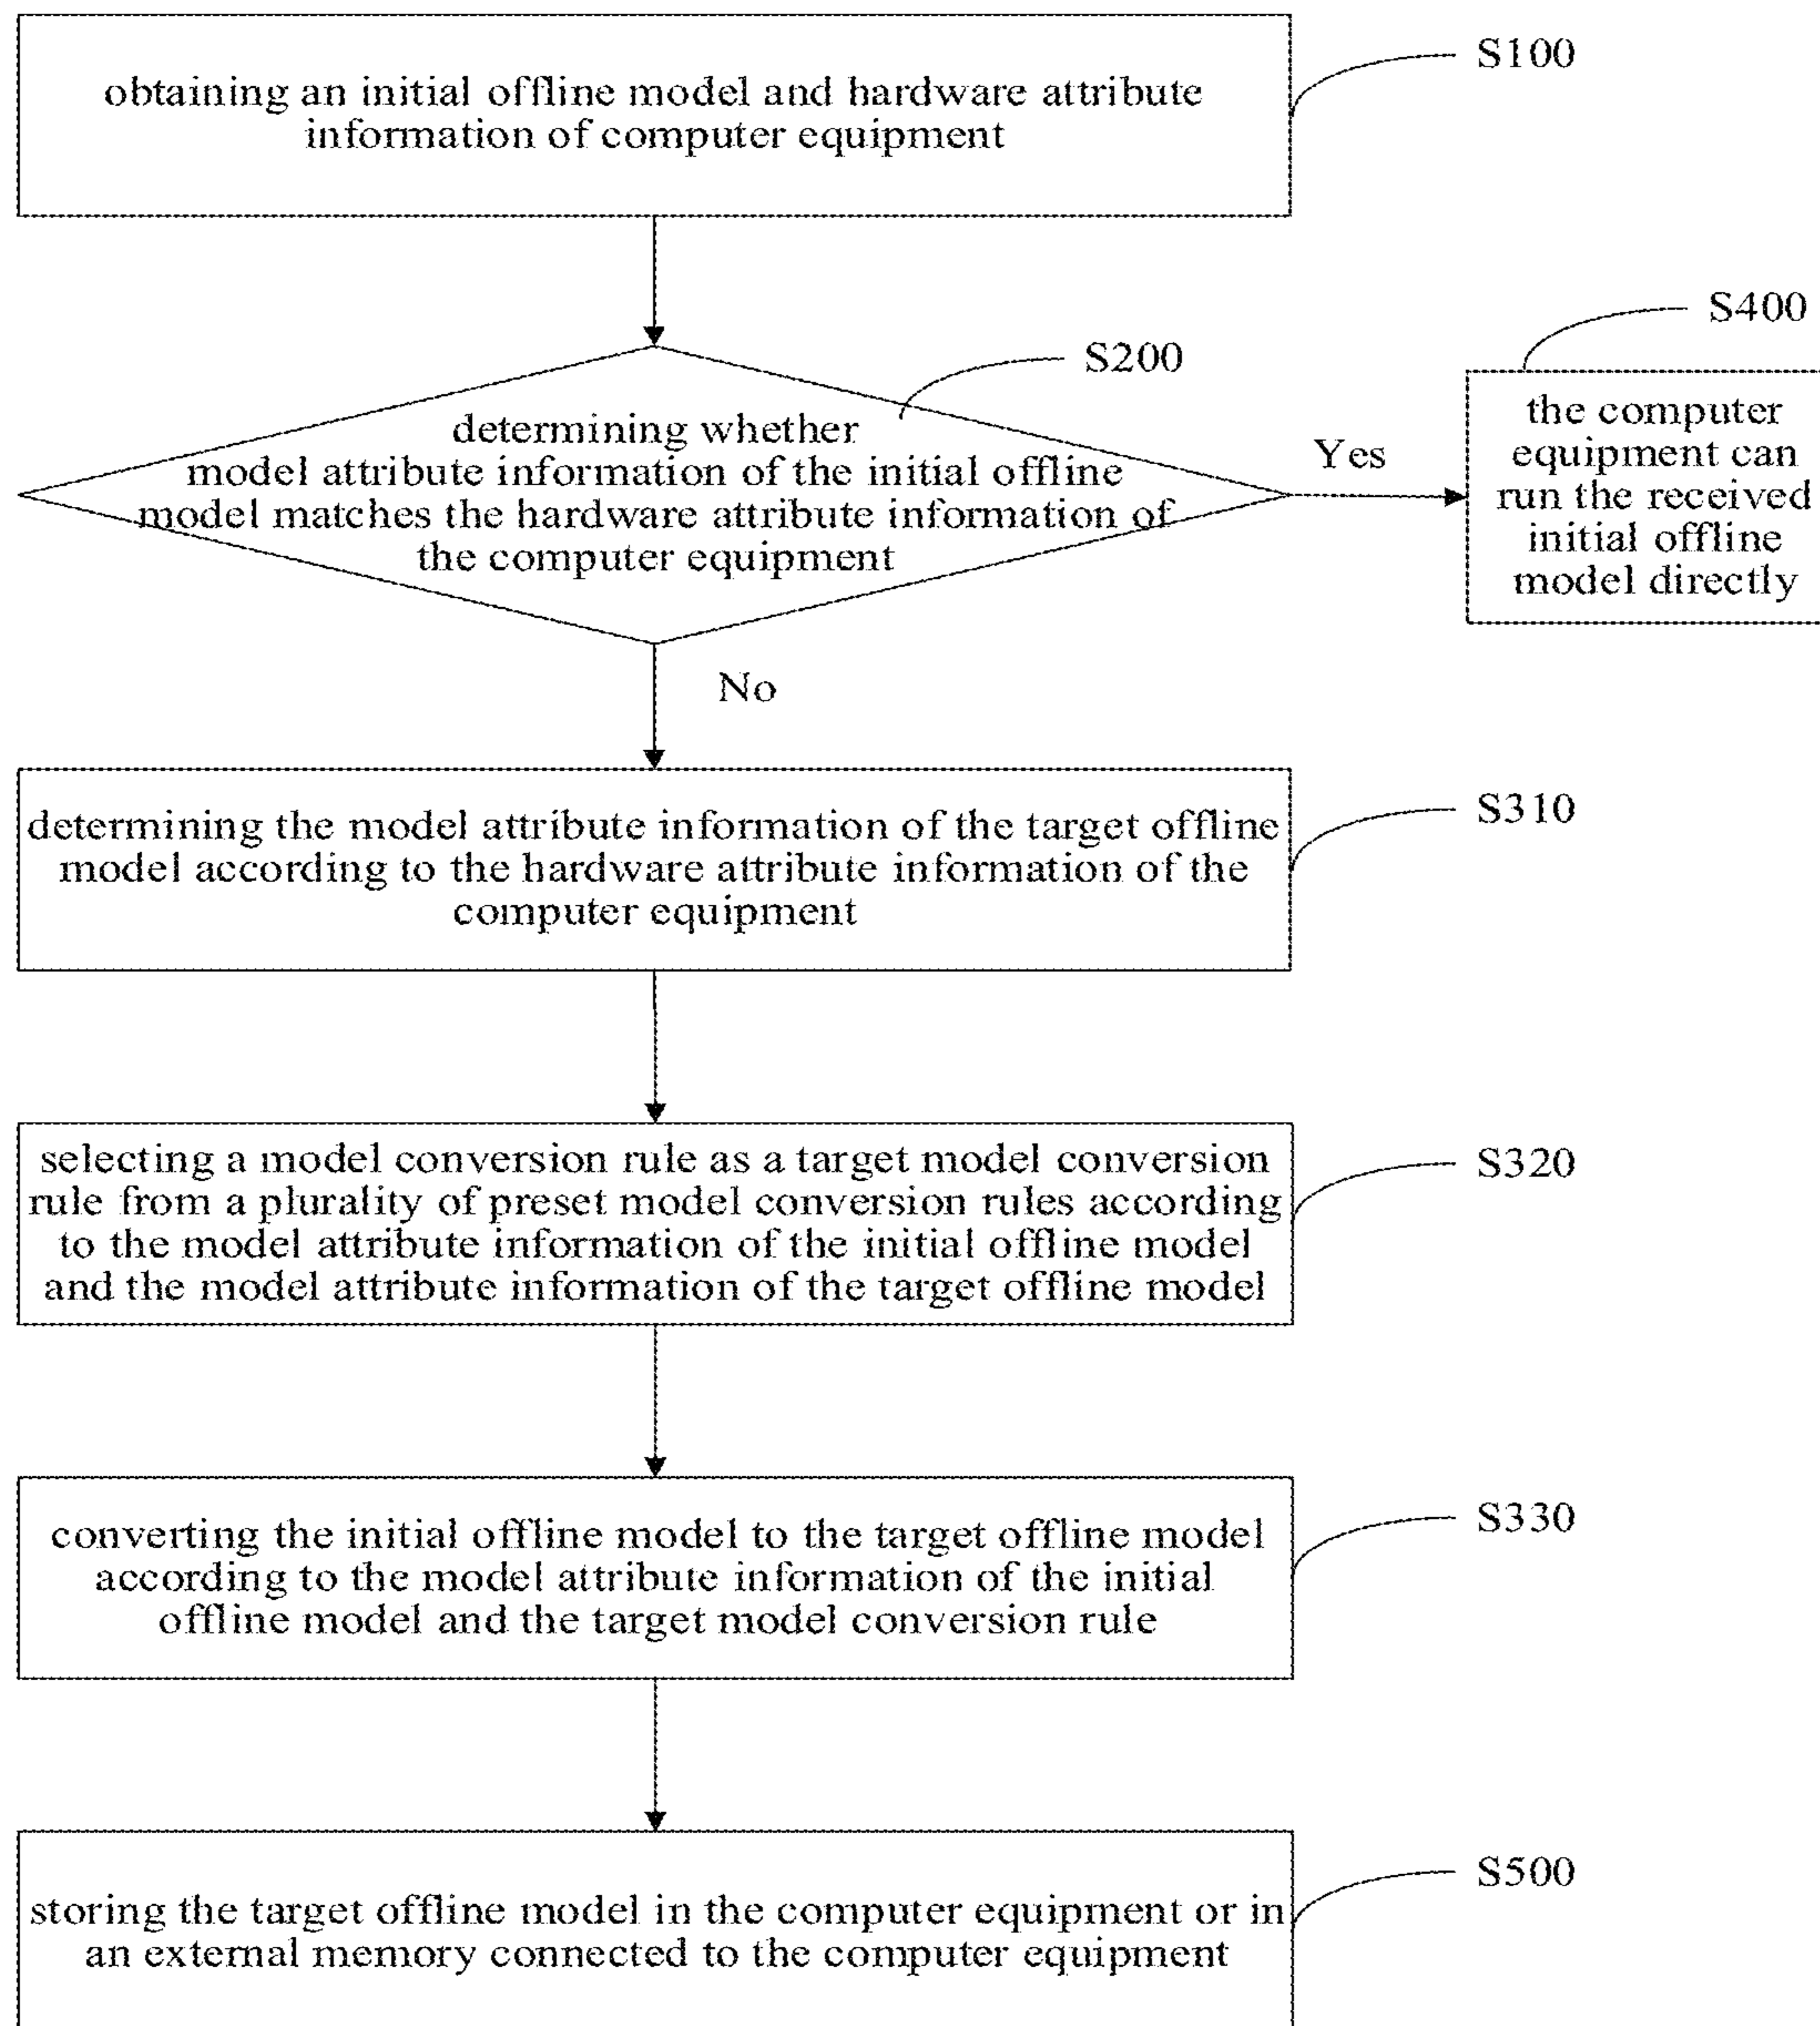 obtaining an initial offline model and hardware attribute
information of computer equipment
S100
S200
determining whether
model attribute information of the initial offline
model matches the hardware attribute information of
the computer equipment
Yes
S400
the computer
equipment can
run the received
initial offline
model directly
No
determining the model attribute information of the target offline
model according to the hardware attribute information of the
computer equipment
S310
selecting a model conversion rule as a target model conversion
rule from a plurality of preset model conversion rules according
to the model attribute information of the initial offline model
and the model attribute information of the target offline model
S320
converting the initial offline model to the target offline model
according to the model attribute information of the initial
offline model and the target model conversion rule
S330
storing the target offline model in the computer equipment or in
an external memory connected to the computer equipment
S500